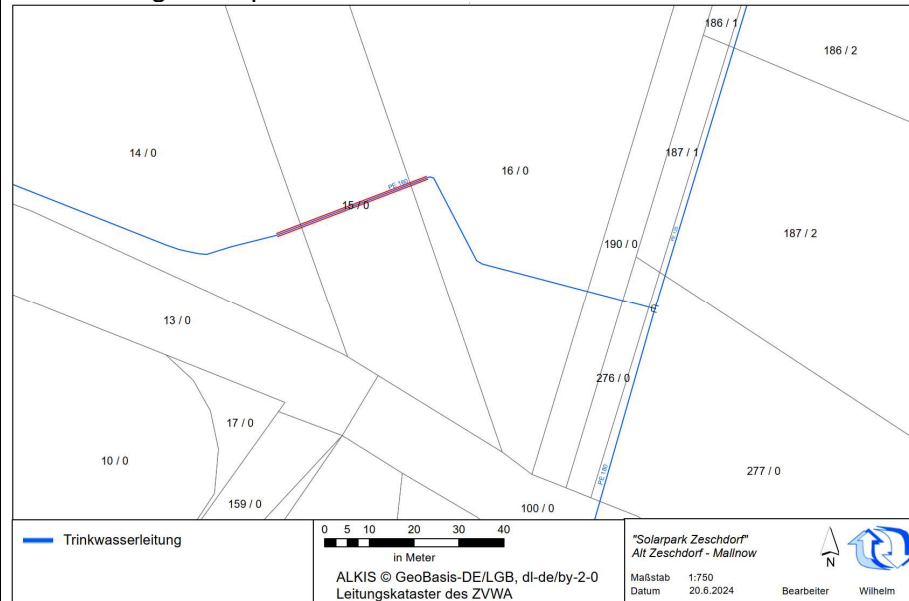 186 / 1
186 / 2
14 / 0
16 / 0
187 / 1
PE 180
15 / 0
187 / 2
190 / 0
13 / 0
276 / 0
17 / 0
10 / 0
277 / 0
PE 180
159 / 0
100 / 0
Trinkwasserleitung
0 5 10 20 30 40
in Meter
ALKIS © GeoBasis-DE/LGB, dl-de/by-2-0
Leitungskataster des ZVWA
"Solarpark Zeschdorf"
Alt Zeschdorf - Mallnow
N
Maßstab 1:750
Datum 20.6.2024 Bearbeiter Wilhelm